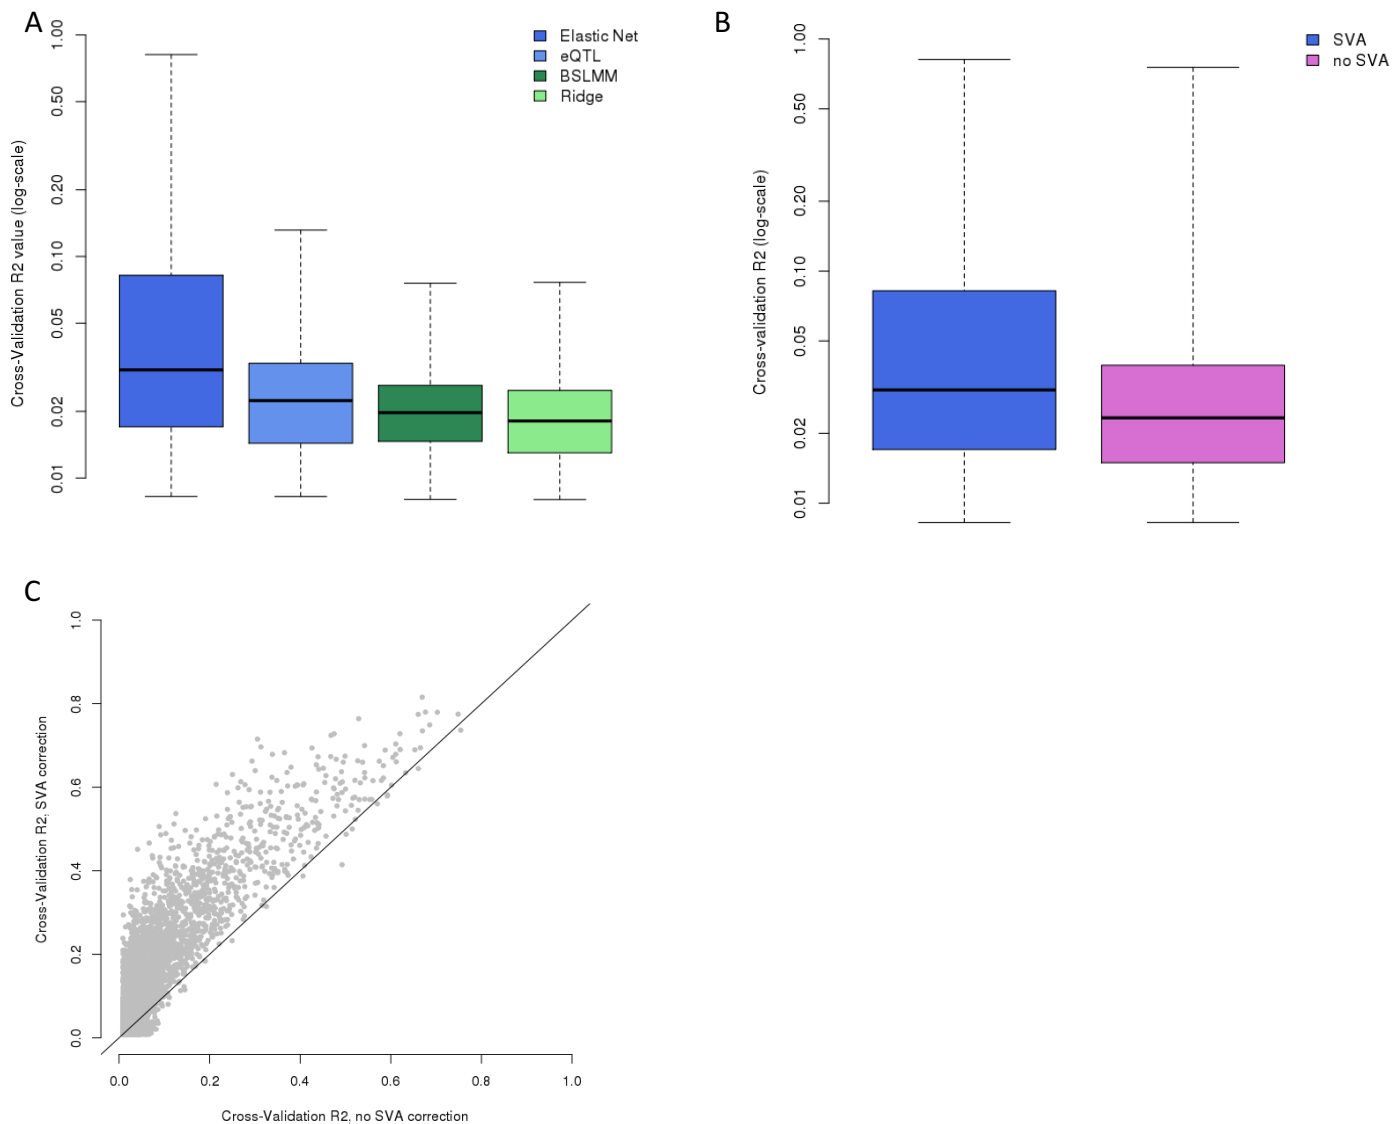 A
Elastic Net
eQTL
BSLMM
Ridge
Cross-Validation R2 value (log-scale)
1.00
0.50
0.20
0.10
0.05
0.02
0.01
B
SVA
no SVA
Cross-validation R2 (log-scale)
1.00
0.50
0.20
0.10
0.05
0.02
0.01
C
Cross-Validation R2, SVA correction
1.0
0.8
0.6
0.4
0.2
0.0
0.0 0.2 0.4 0.6 0.8 1.0
Cross-Validation R2, no SVA correction